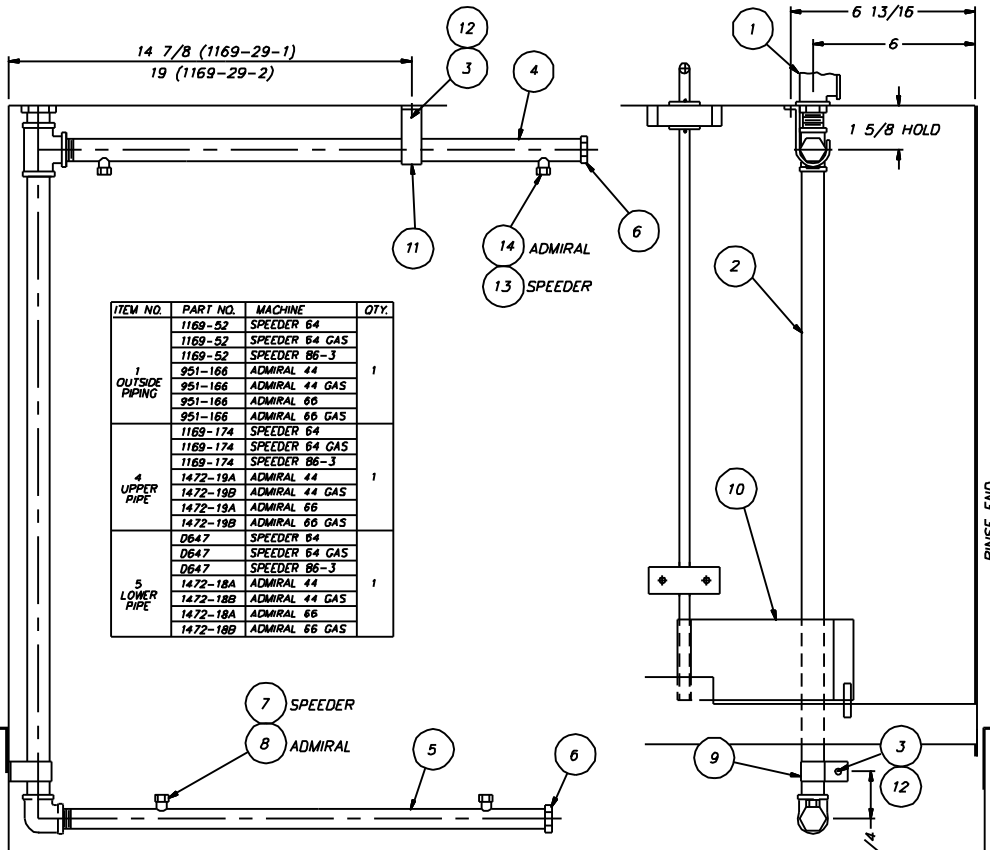 6 13/16
12
1
14 7/8 (1169-29-1)
6
19 (1169-29-2)
3
4
1 5/8 HOLD
11
14 ADMIRAL
6
13 SPEEDER
2
ITEM NO. PART NO. MACHINE QTY.
1169-52 SPEEDER 64
1169-52 SPEEDER 64 GAS
1169-52 SPEEDER 86-3
1 OUTSIDE PIPING 951-166 ADMIRAL 44 1
951-166 ADMIRAL 44 GAS
951-166 ADMIRAL 66
951-166 ADMIRAL 66 GAS
1169-174 SPEEDER 64
1169-174 SPEEDER 64 GAS
1169-174 SPEEDER 86-3
4 UPPER PIPE 1472-19A ADMIRAL 44 1
1472-19B ADMIRAL 44 GAS
1472-19A ADMIRAL 66
1472-19B ADMIRAL 66 GAS
D647 SPEEDER 64
D647 SPEEDER 64 GAS
D647 SPEEDER 86-3
5 LOWER PIPE 1472-18A ADMIRAL 44 1
1472-18B ADMIRAL 44 GAS
1472-18A ADMIRAL 66
1472-18B ADMIRAL 66 GAS
10
RINSE END
7 SPEEDER
8 ADMIRAL
5
6
9
3
12
/4